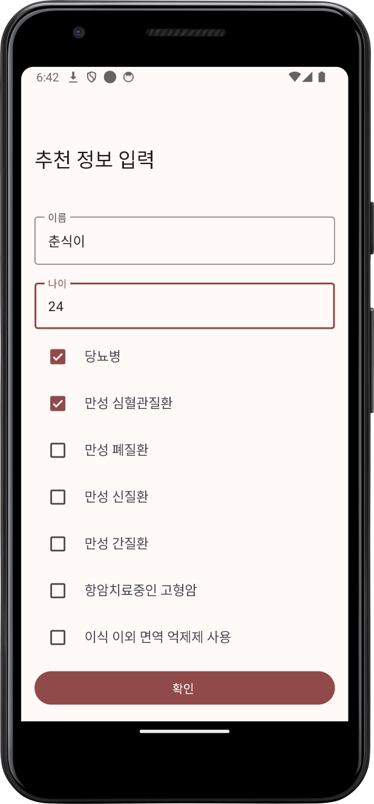 6:42
추천 정보 입력
이름
춘식이
나이
24
당뇨병
만성 심혈관질환
만성 폐질환
만성 신질환
만성 간질환
항암치료중인 고형암
이식 이외 면역 억제제 사용
확인